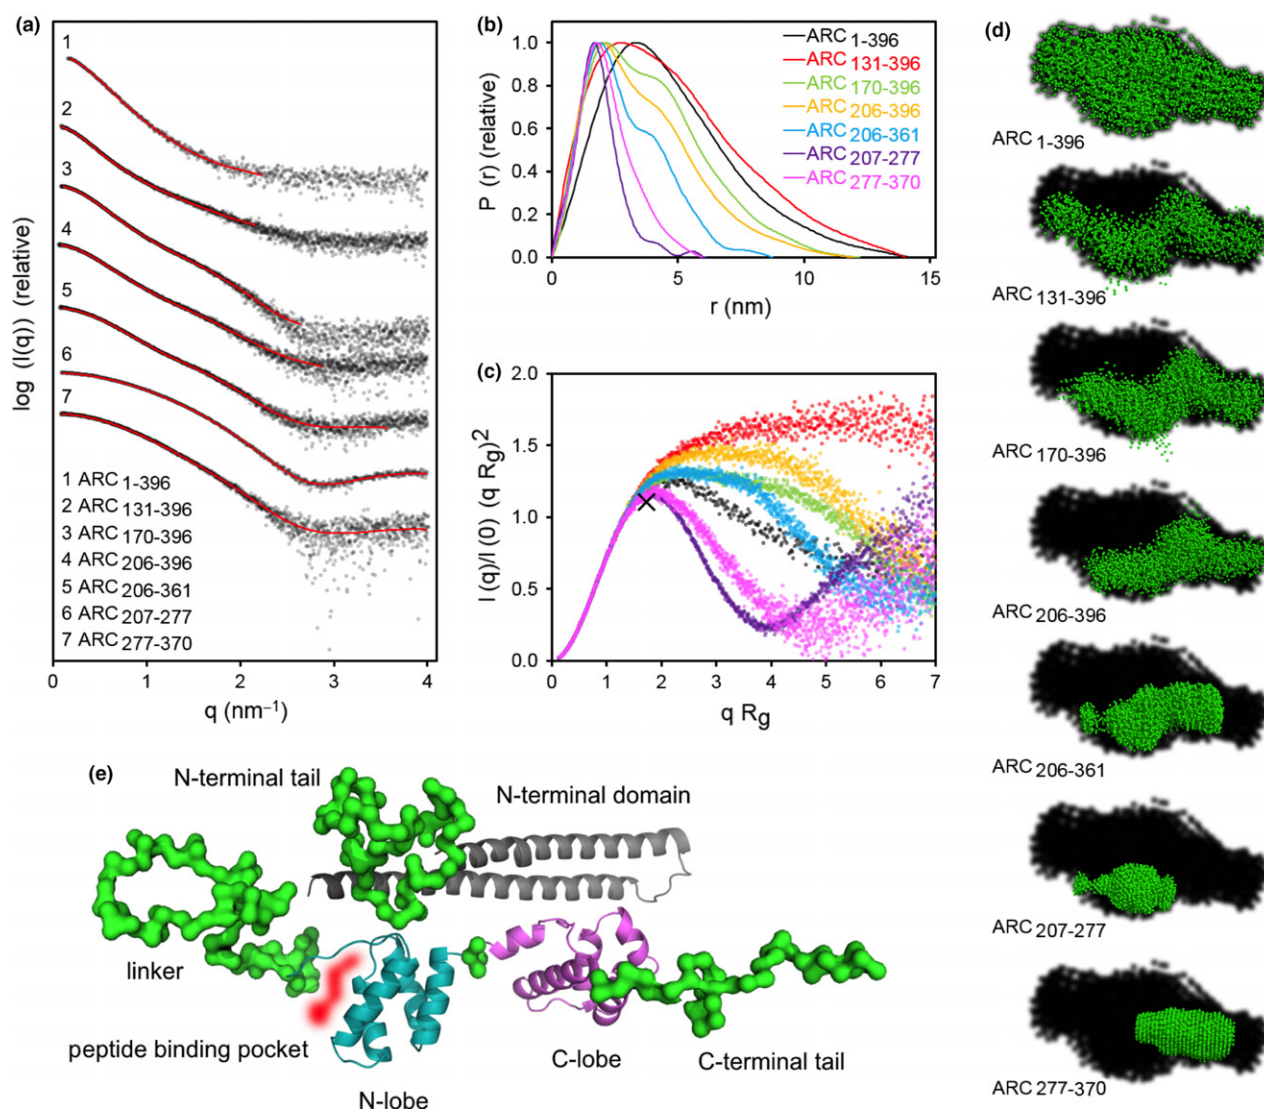 (a)
1
2
3
4
5
6
7
log (I(q)) (relative)
1 ARC 1-396
2 ARC 131-396
3 ARC 170-396
4 ARC 206-396
5 ARC 206-361
6 ARC 207-277
7 ARC 277-370
0 1 2 3 4
q (nm–1)
(b)
1.0
0.8
0.6
0.4
0.2
0.0
P (r) (relative)
ARC 1-396
ARC 131-396
ARC 170-396
ARC 206-396
ARC 206-361
ARC 207-277
ARC 277-370
0 5 10 15
r (nm)
(c)
2.0
1.5
1.0
0.5
0.0
I (q)/I (0) (q Rg)2
0 1 2 3 4 5 6 7
q Rg
(d)
ARC 1-396
ARC 131-396
ARC 170-396
ARC 206-396
ARC 206-361
ARC 207-277
ARC 277-370
(e)
N-terminal tail
N-terminal domain
linker
peptide binding pocket
N-lobe
C-lobe
C-terminal tail